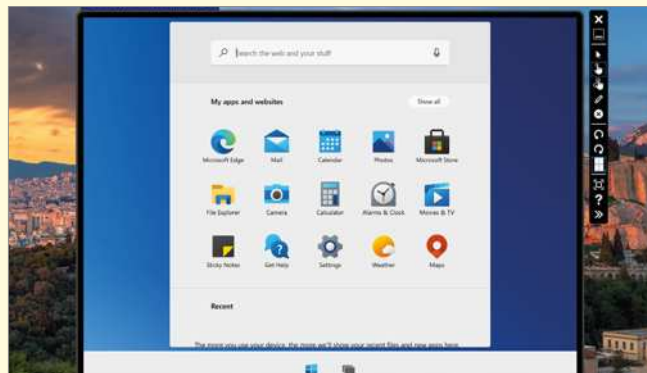 Search the web and your stuff
My apps and websites
Show all
Microsoft Edge
Mail
Calendar
Photos
Microsoft Store
File Explorer
Camera
Calculator
Alarms & Clock
Movies & TV
Sticky Notes
Get Help
Settings
Weather
Maps
Recent
The more you use your device, the more we'll show your recent files and new apps here.